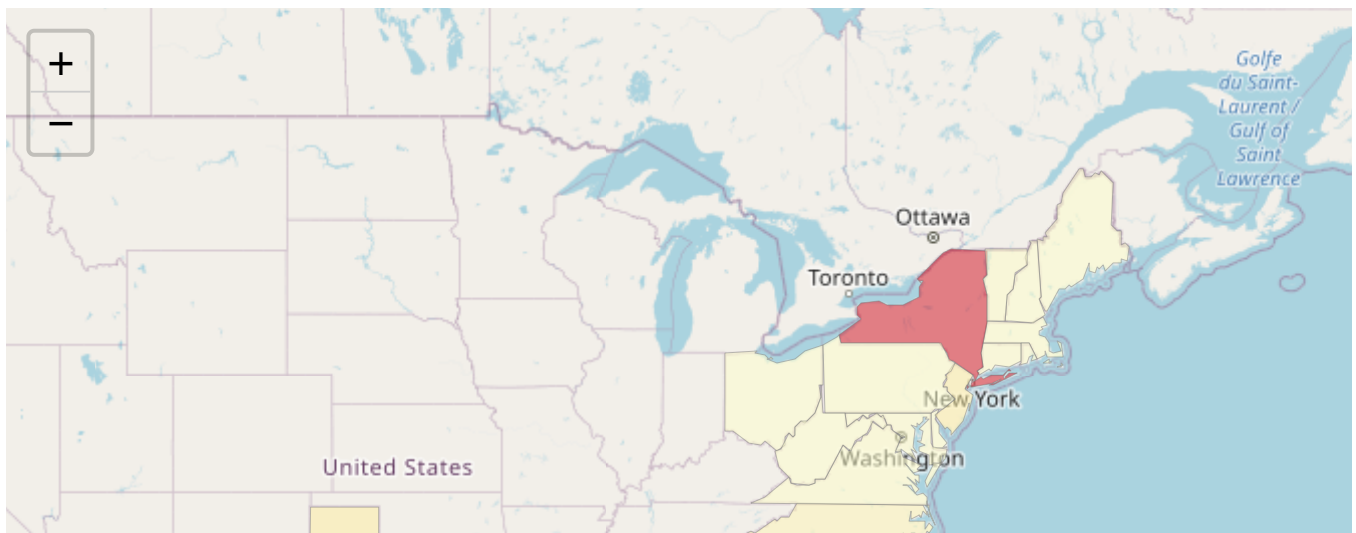 +
−
Golfe
du Saint-
Laurent /
Gulf of
Saint
Lawrence
Ottawa
Toronto
New York
Washington
United States